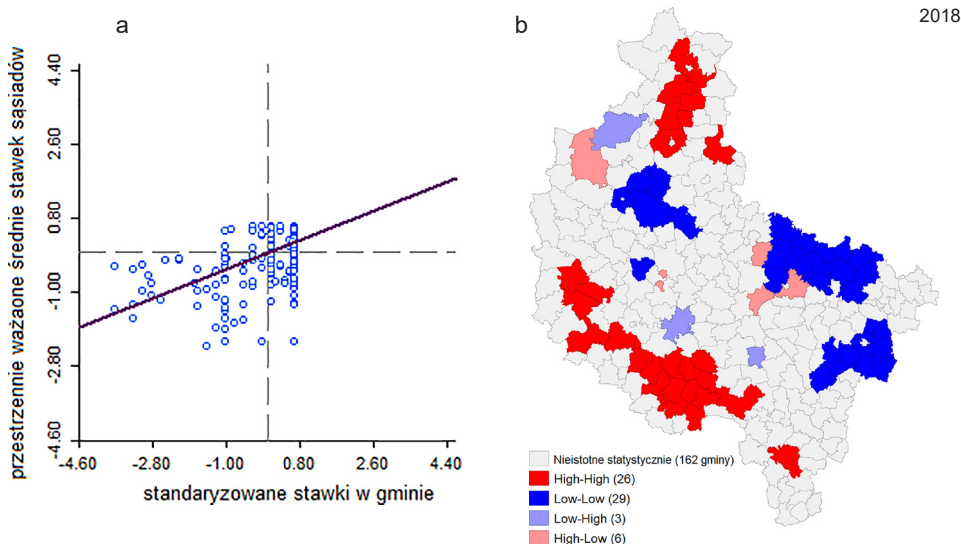 a
b
2018
przestrzennie ważone średnie stawek sąsiadów
4.40
2.60
0.80
-1.00
-2.80
-4.60
-4.60
-2.80
-1.00
0.80
2.60
4.40
standaryzowane stawki w gminie
Nieistotne statystycznie (162 gminy)
High-High (26)
Low-Low (29)
Low-High (3)
High-Low (6)